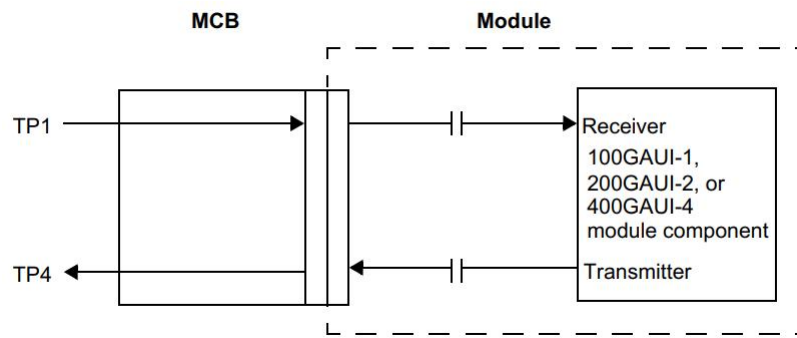 MCB
Module
TP1
Receiver
100GAUI-1,
200GAUI-2, or
400GAUI-4
module component
TP4
Transmitter